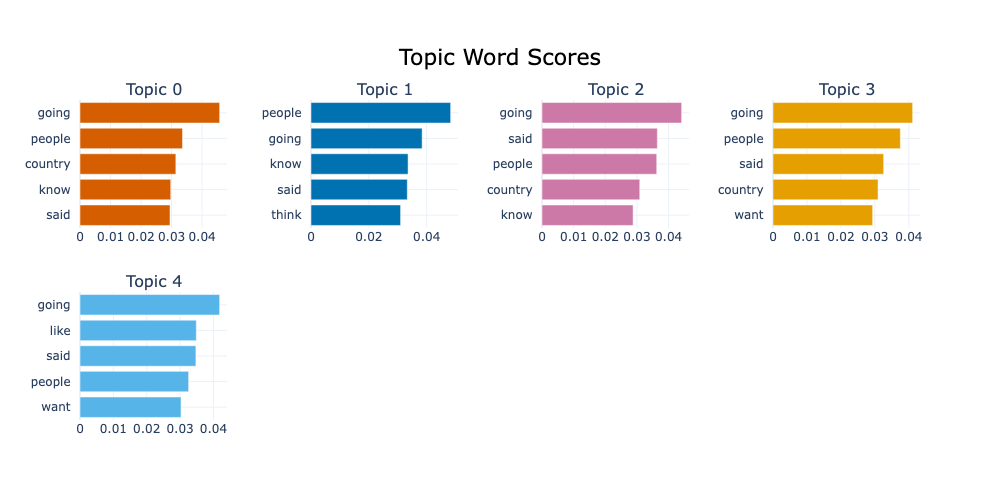 Topic Word Scores
Topic 0
going
people
country
know
said
0 0.01 0.02 0.03 0.04
Topic 1
people
going
know
said
think
0 0.02 0.04
Topic 2
going
said
people
country
know
0 0.01 0.02 0.03 0.04
Topic 3
going
people
said
country
want
0 0.01 0.02 0.03 0.04
Topic 4
going
like
said
people
want
0 0.01 0.02 0.03 0.04